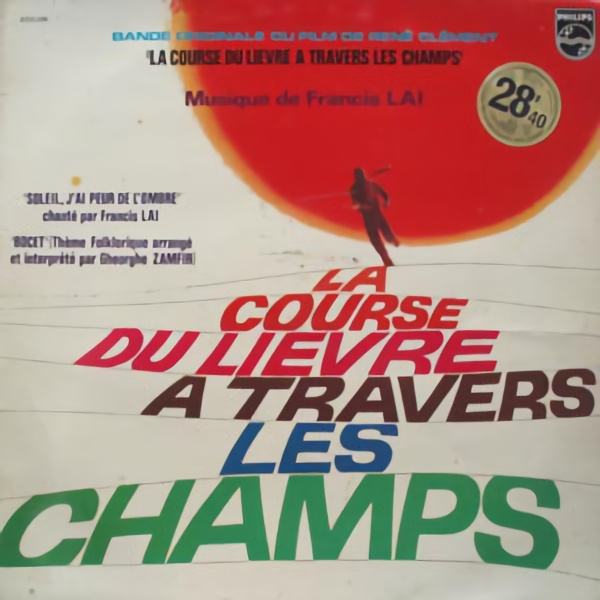 BANDE ORIGINALE DU FILM DE RENÉ CLÉMENT
"LA COURSE DU LIEVRE A TRAVERS LES CHAMPS"
Musique de Francis LAI
PHILIPS
28'40
"SOLEIL, J'AI PEUR DE L'OMBRE"
chanté par Francis LAI
"BOCET" (Thème Folklorique arrangé
et interprété par Gheorghe ZAMFIR)
LA
COURSE
DU LIEVRE
A TRAVERS
LES
CHAMPS